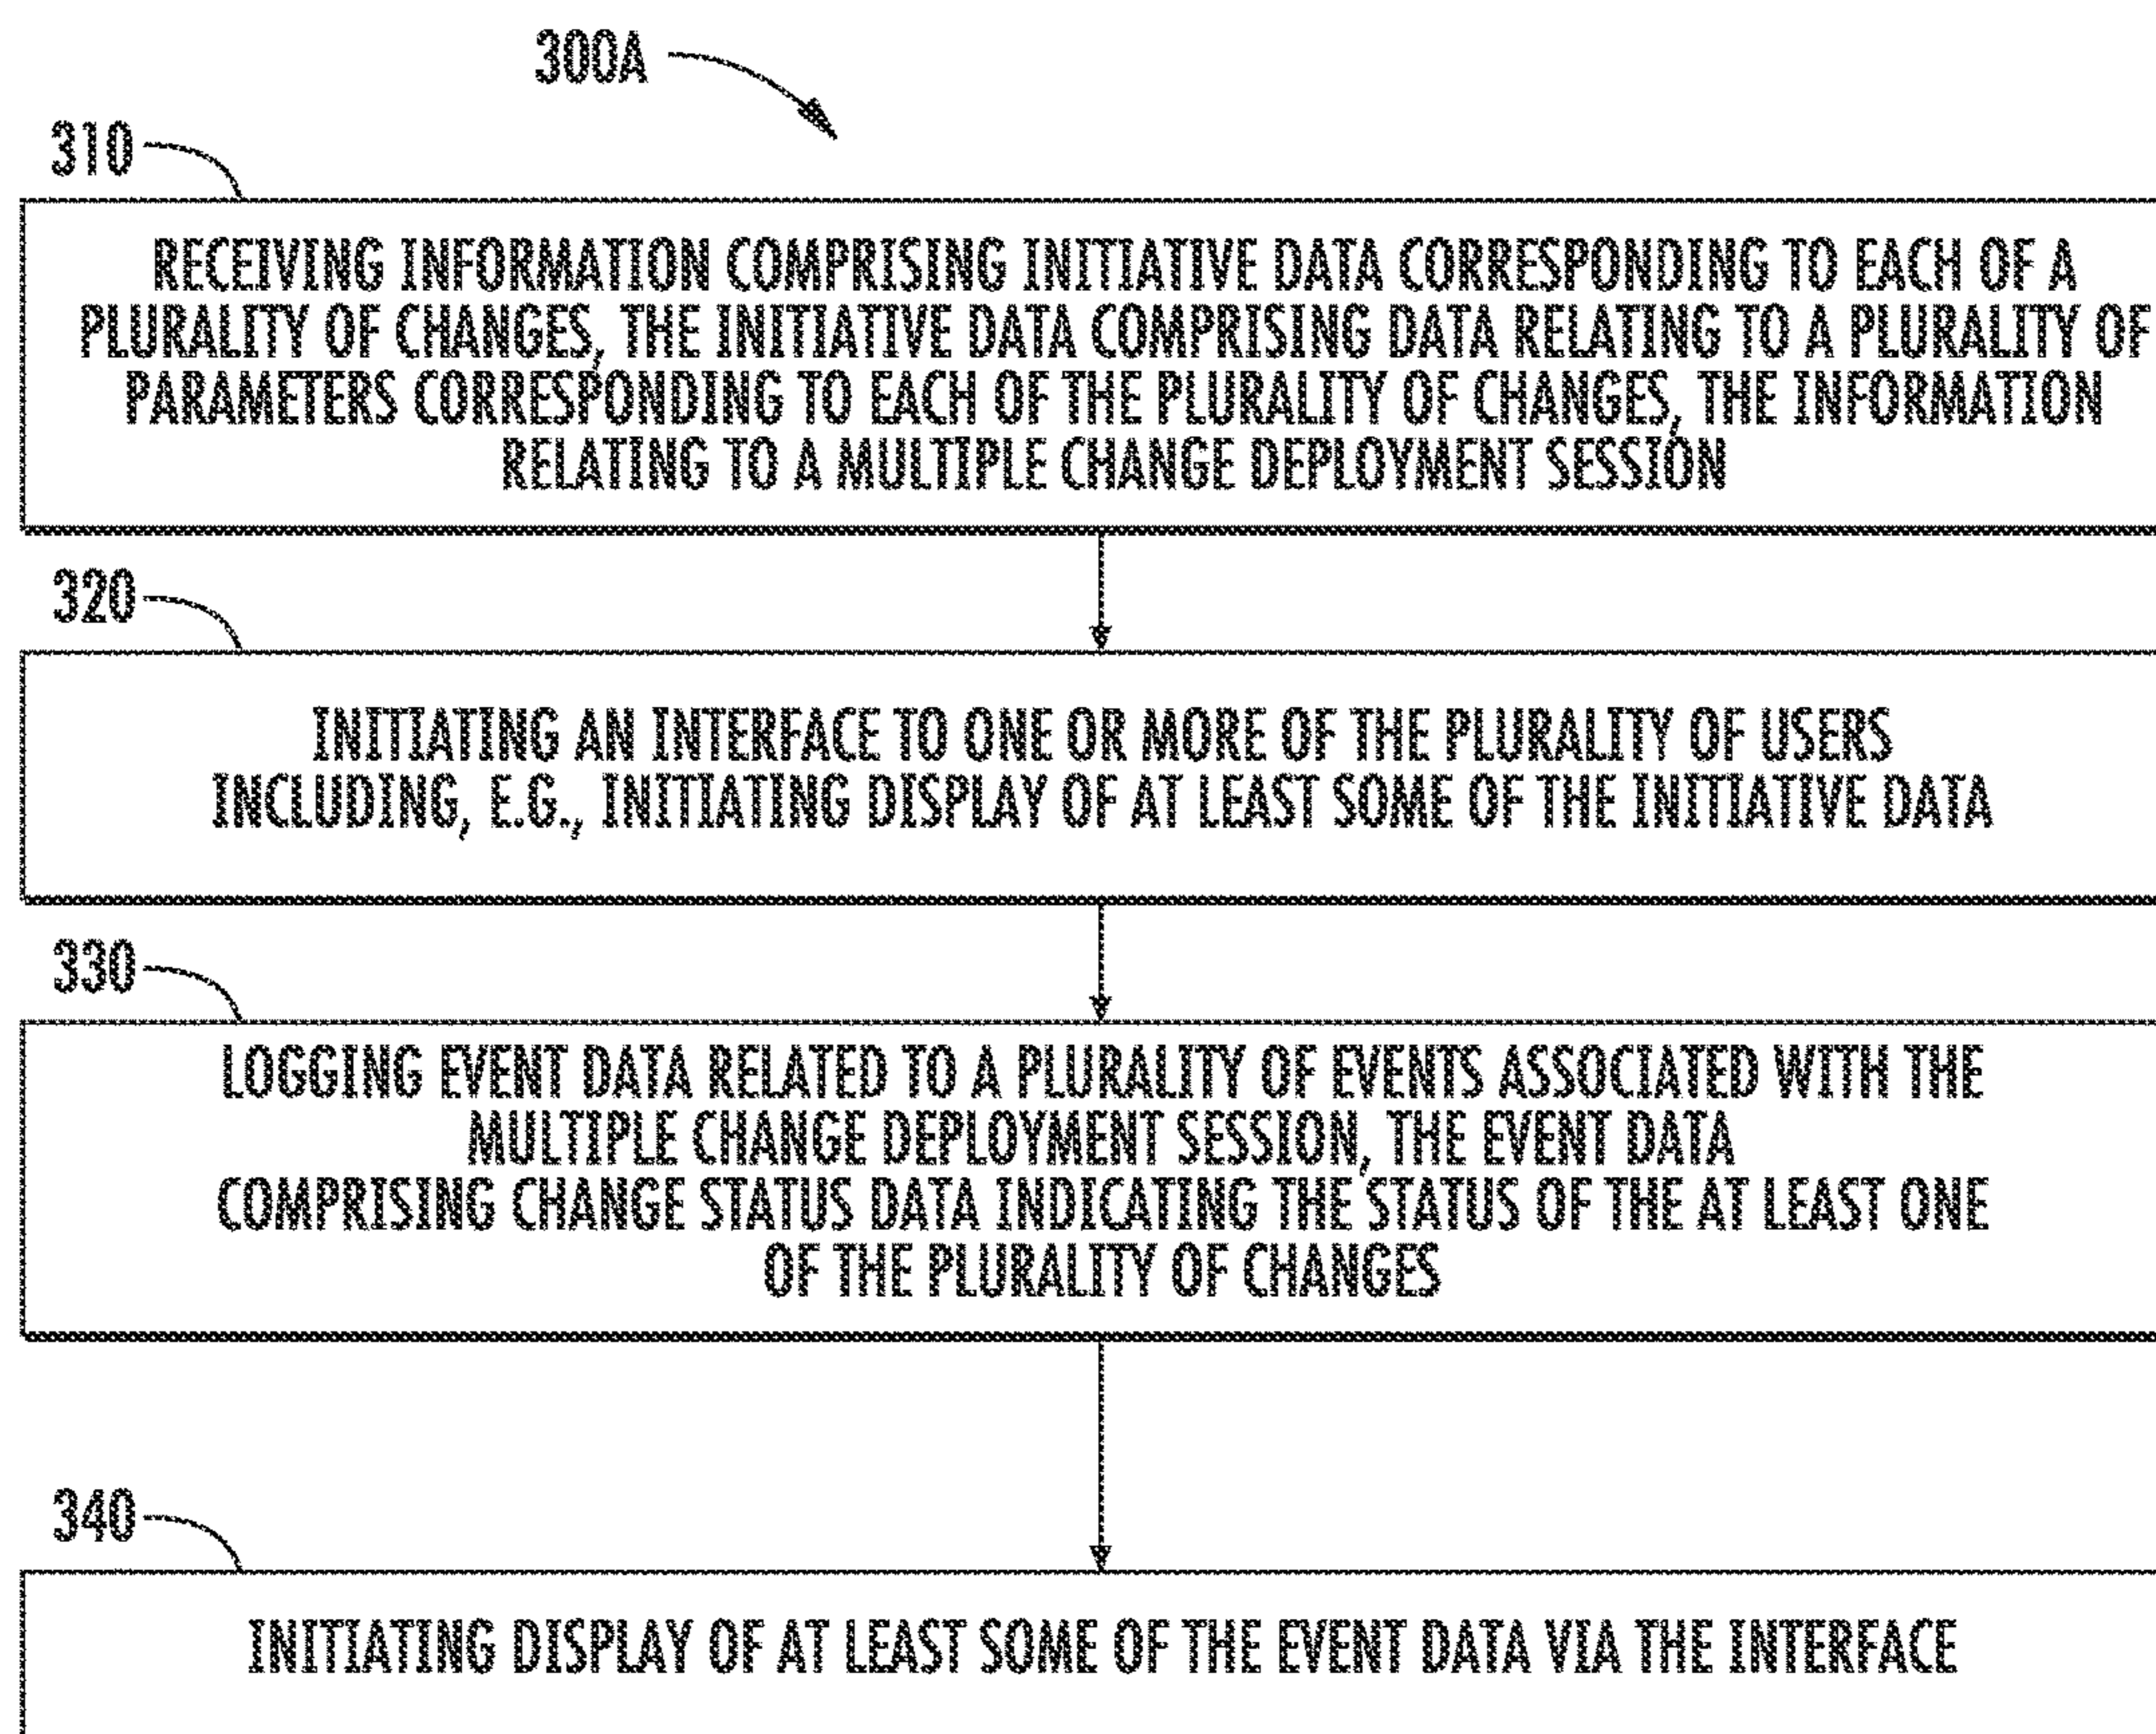 300A
310
RECEIVING INFORMATION COMPRISING INITIATIVE DATA CORRESPONDING TO EACH OF A
PLURALITY OF CHANGES, THE INITIATIVE DATA COMPRISING DATA RELATING TO A PLURALITY OF
PARAMETERS CORRESPONDING TO EACH OF THE PLURALITY OF CHANGES, THE INFORMATION
RELATING TO A MULTIPLE CHANGE DEPLOYMENT SESSION
320
INITIATING AN INTERFACE TO ONE OR MORE OF THE PLURALITY OF USERS
INCLUDING, E.G., INITIATING DISPLAY OF AT LEAST SOME OF THE INITIATIVE DATA
330
LOGGING EVENT DATA RELATED TO A PLURALITY OF EVENTS ASSOCIATED WITH THE
MULTIPLE CHANGE DEPLOYMENT SESSION, THE EVENT DATA
COMPRISING CHANGE STATUS DATA INDICATING THE STATUS OF THE AT LEAST ONE
OF THE PLURALITY OF CHANGES
340
INITIATING DISPLAY OF AT LEAST SOME OF THE EVENT DATA VIA THE INTERFACE